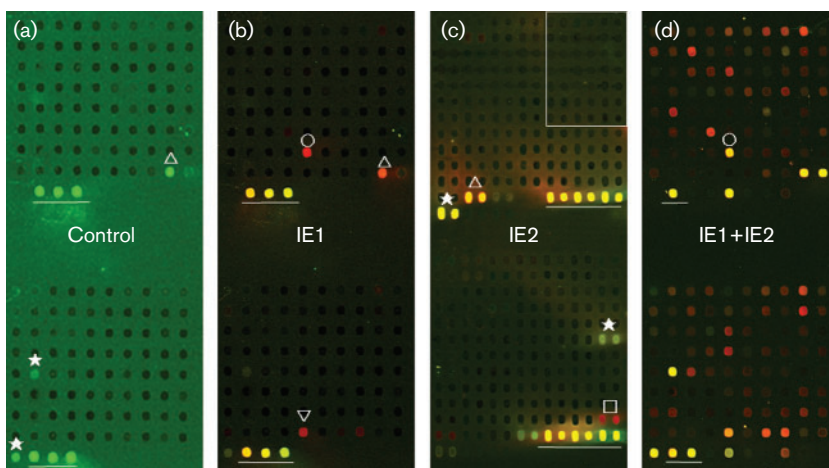 (a)
(b)
(c)
(d)
Control
IE1
IE2
IE1+IE2